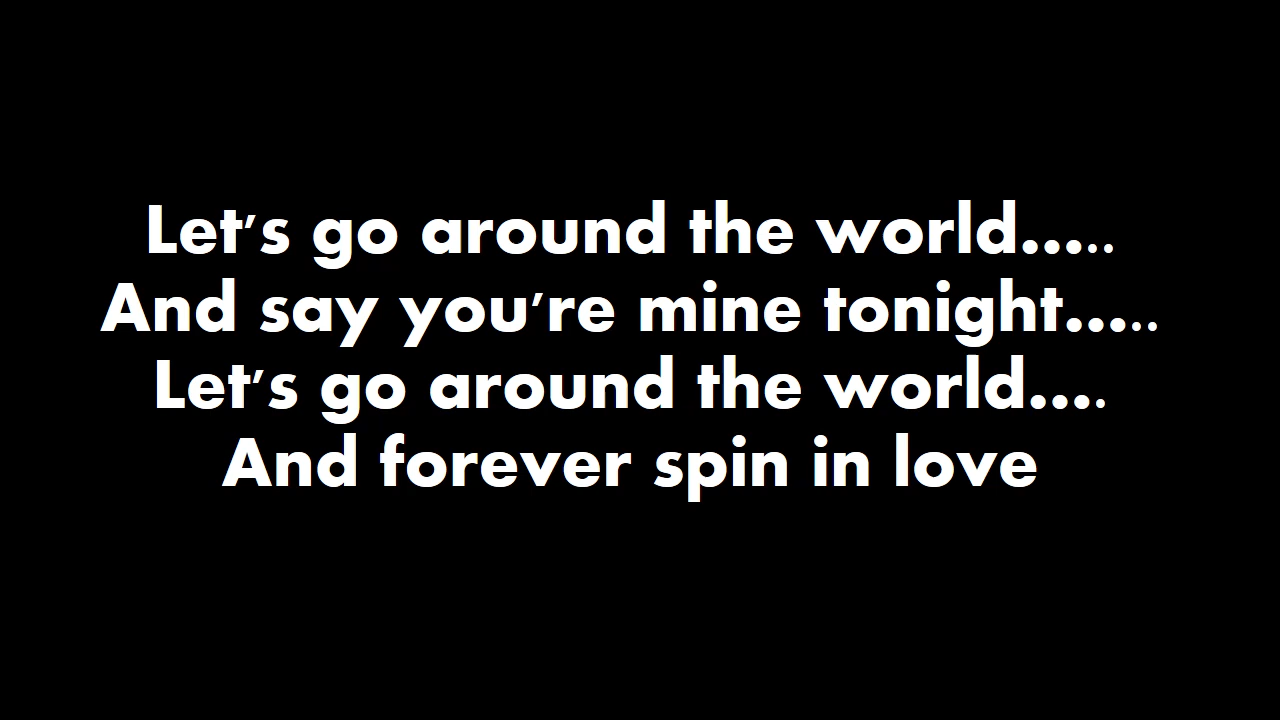 Let's go around the world.....
And say you're mine tonight.....
Let's go around the world....
And forever spin in love